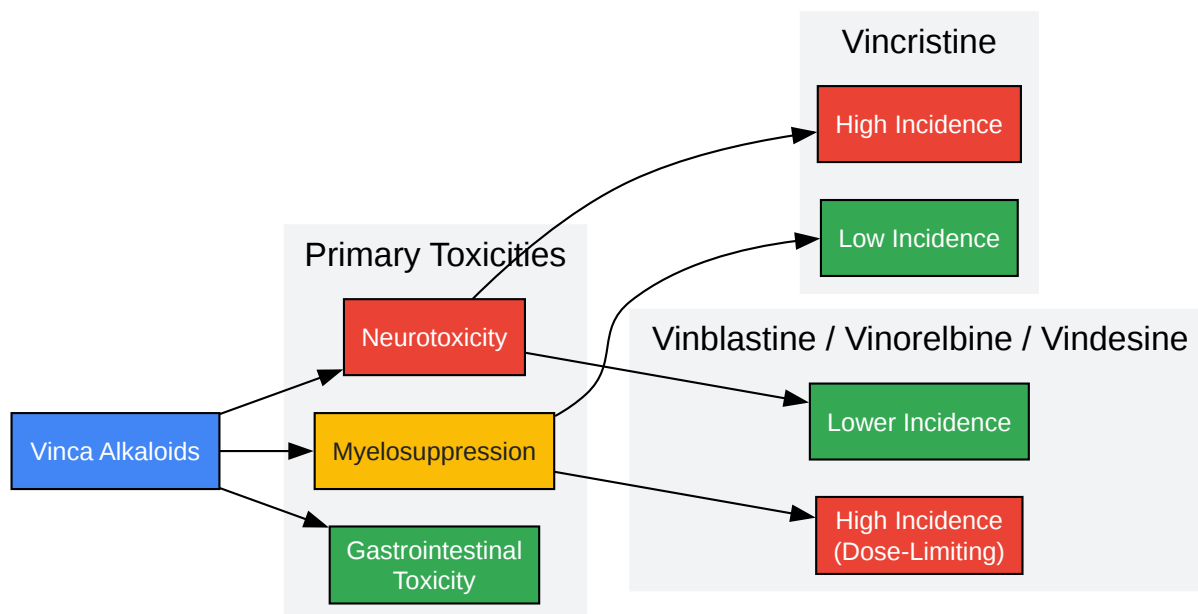 Vincristine
High Incidence
Low Incidence
Primary Toxicities
Neurotoxicity
Myelosuppression
Gastrointestinal
Toxicity
Vinca Alkaloids
Vinblastine / Vinorelbine / Vindesine
Lower Incidence
High Incidence
(Dose-Limiting)